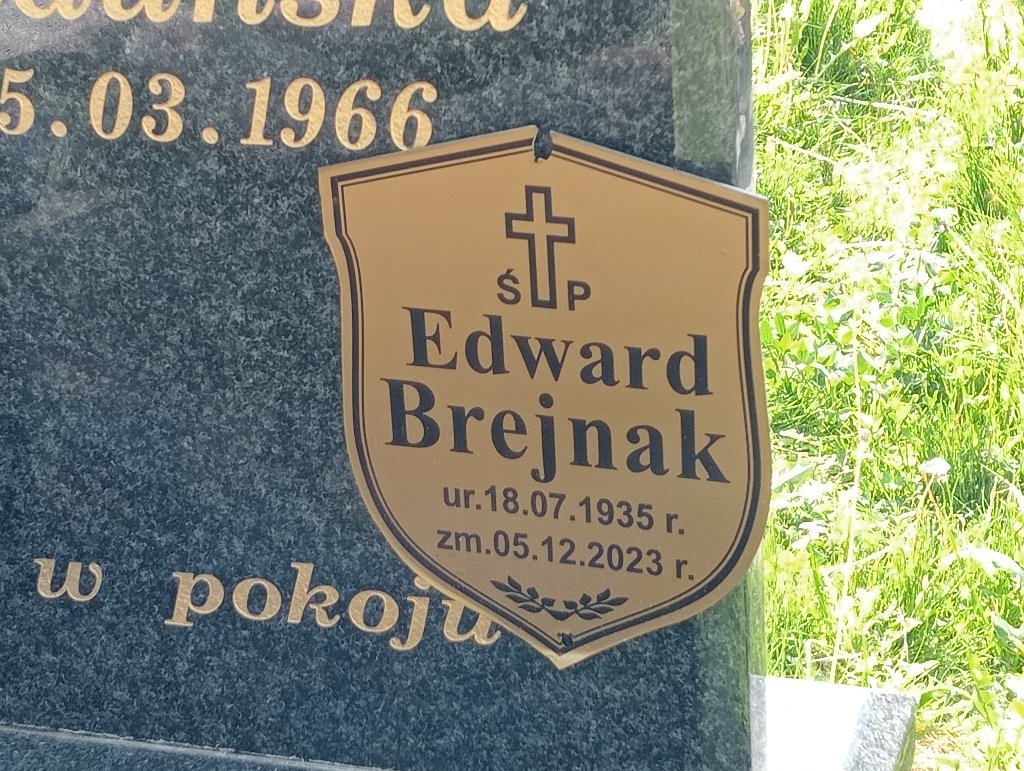 5.03.1966
Ś P
Edward
Brejnak
ur.18.07.1935 r.
zm.05.12.2023 r.
w pokoju